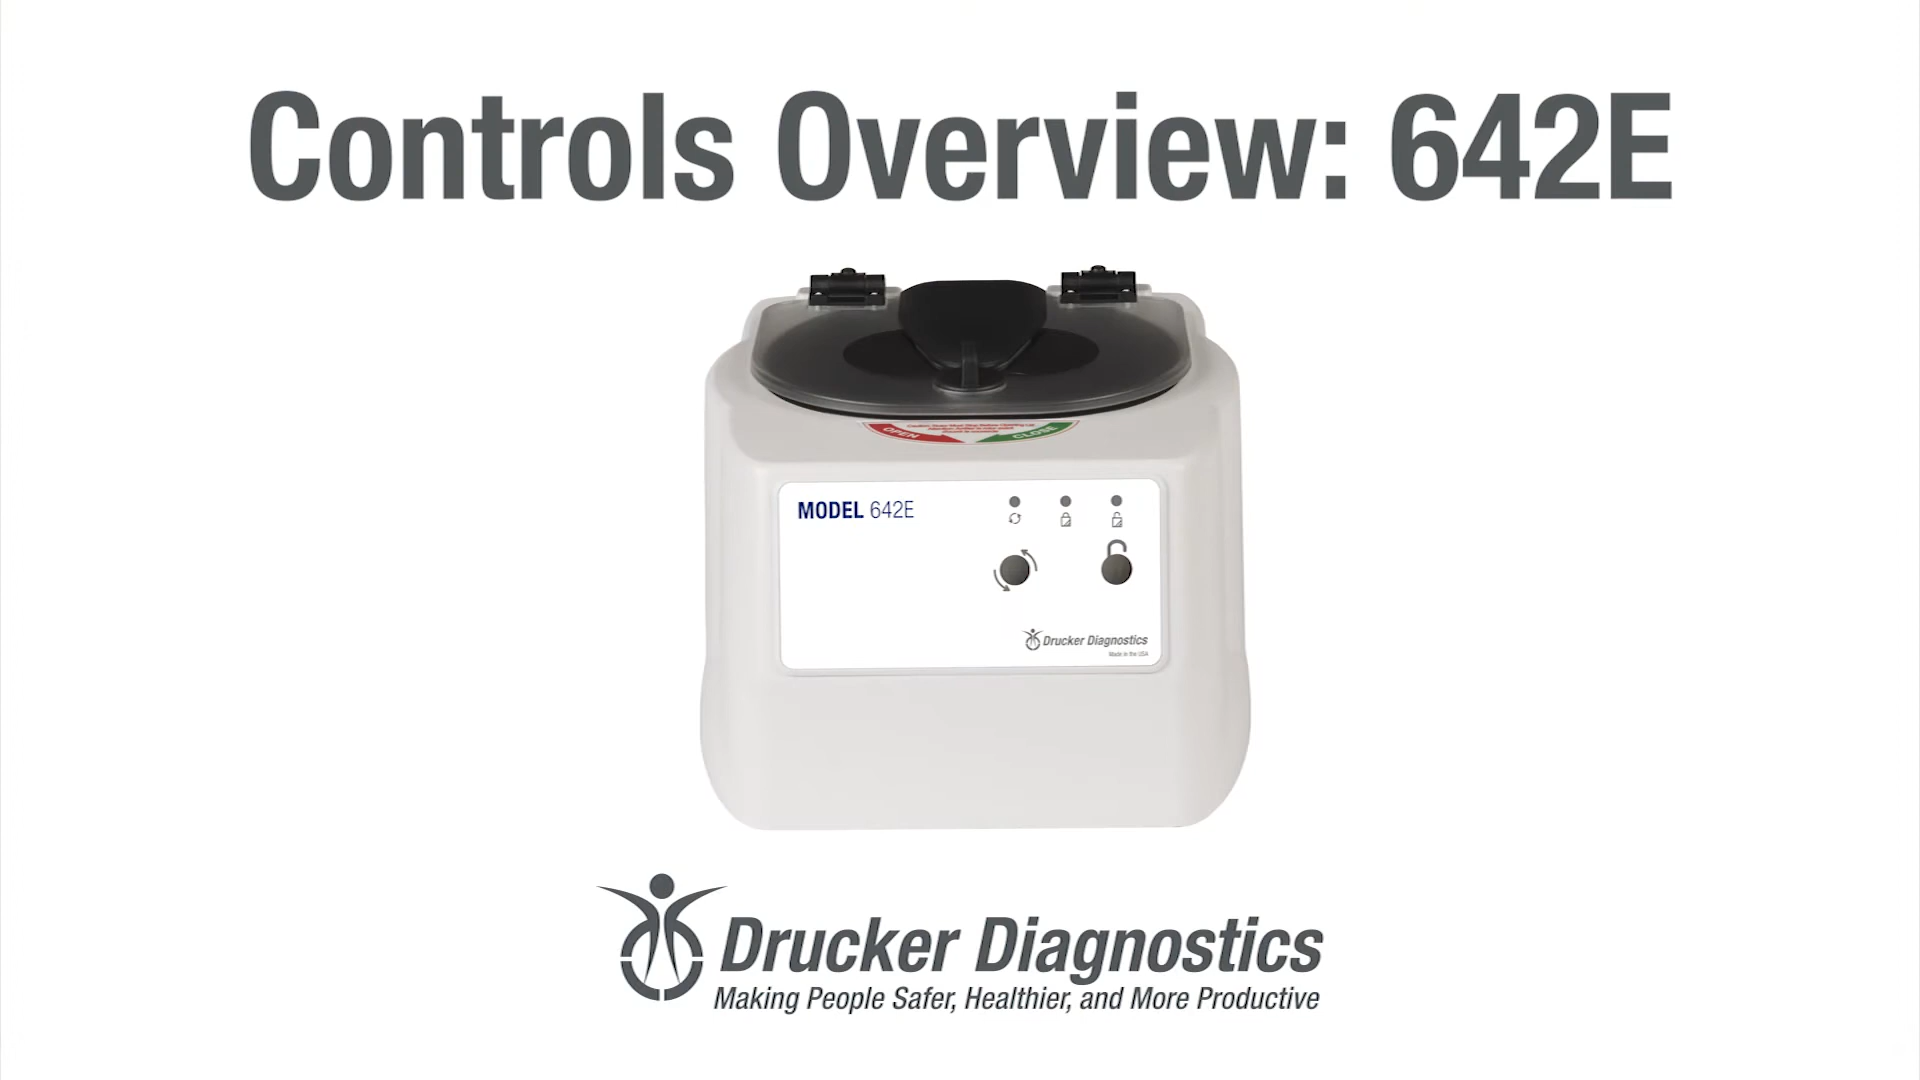 Controls Overview: 642E
OPEN
CLOSE
MODEL 642E
Drucker Diagnostics
Made in the USA
Drucker Diagnostics
Making People Safer, Healthier, and More Productive